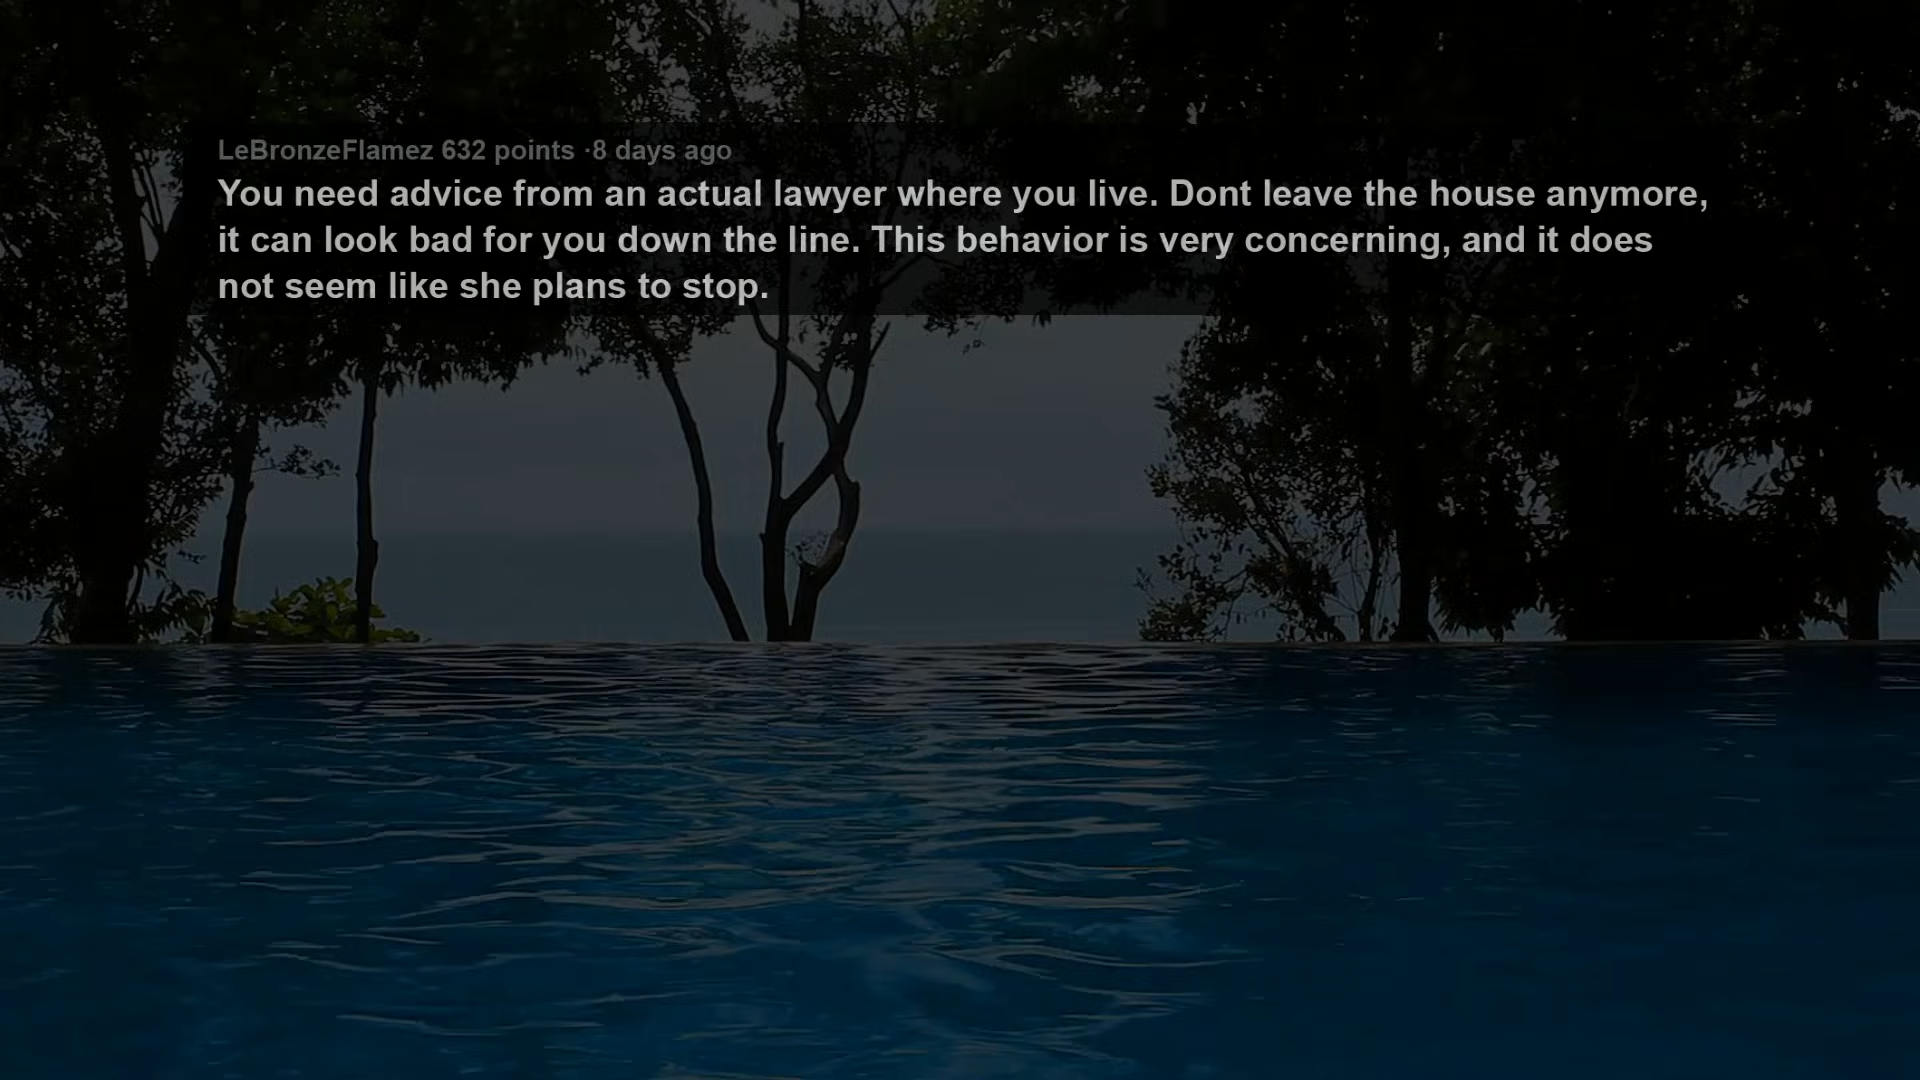 LeBronzeFlamez 632 points ·8 days ago
You need advice from an actual lawyer where you live. Dont leave the house anymore,
it can look bad for you down the line. This behavior is very concerning, and it does
not seem like she plans to stop.